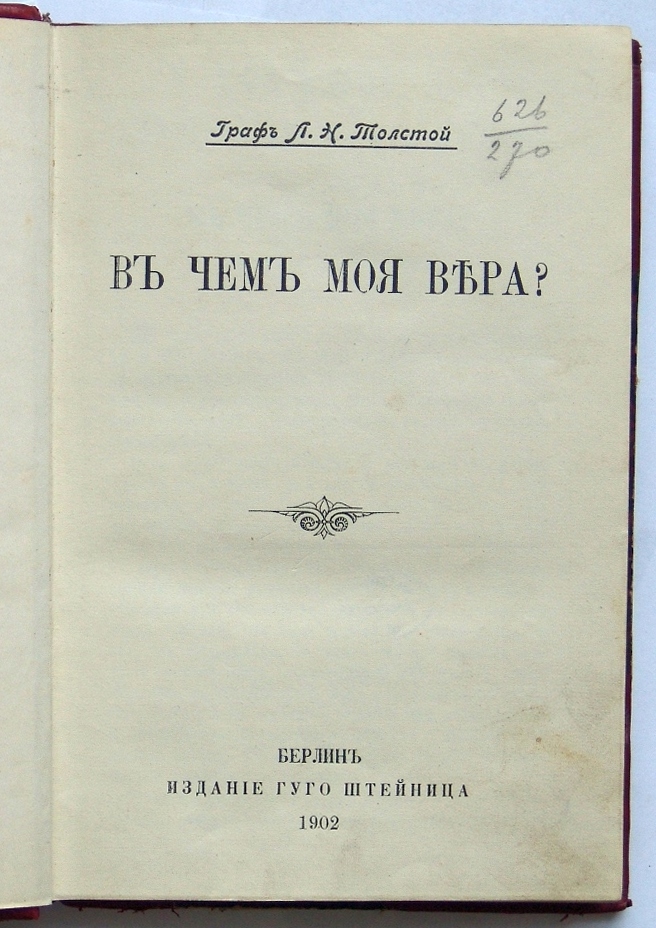 Графъ Л. Н. Толстой
626
270
ВЪ ЧЕМЪ МОЯ ВѢРА?
БЕРЛИНЪ
ИЗДАНІЕ ГУГО ШТЕЙНИЦА
1902